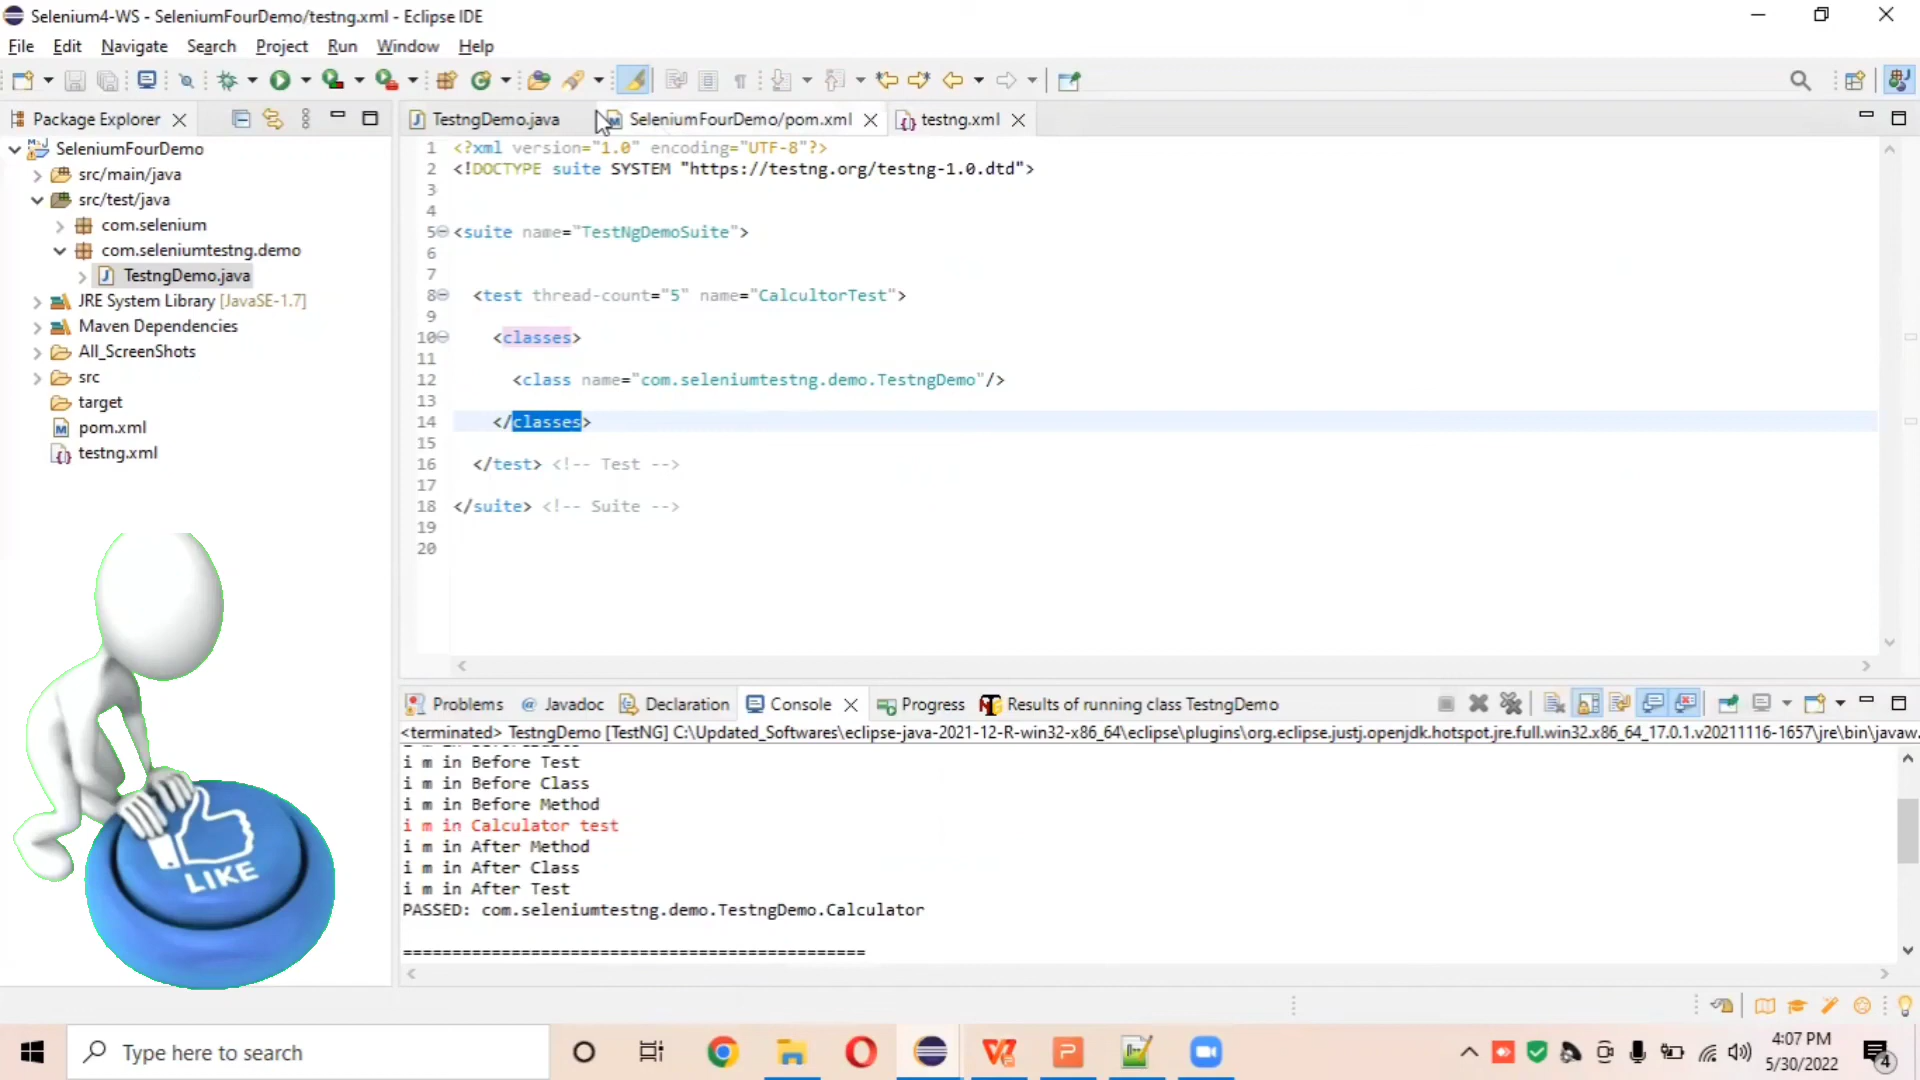 Selenium4-WS - SeleniumFourDemo/testng.xml - Eclipse IDE
File Edit Navigate Search Project Run Window Help
Package Explorer
TestngDemo.java SeleniumFourDemo/pom.xml testng.xml
SeleniumFourDemo
src/main/java
src/test/java
com.selenium
com.seleniumtestng.demo
TestngDemo.java
JRE System Library [JavaSE-1.7]
Maven Dependencies
All_ScreenShots
src
target
pom.xml
testng.xml
1 <?xml version="1.0" encoding="UTF-8"?>
2 <!DOCTYPE suite SYSTEM "https://testng.org/testng-1.0.dtd">
3
4
5 <suite name="TestNgDemoSuite">
6
7
8 <test thread-count="5" name="CalcultorTest">
9
10 <classes>
11
12 <class name="com.seleniumtestng.demo.TestngDemo"/>
13
14 </classes>
15
16 </test> <!-- Test -->
17
18 </suite> <!-- Suite -->
19
20
LIKE
Problems @ Javadoc Declaration Console Progress Results of running class TestngDemo
<terminated> TestngDemo [TestNG] C:\Updated_Softwares\eclipse-java-2021-12-R-win32-x86_64\eclipse\plugins\org.eclipse.justj.openjdk.hotspot.jre.full.win32.x86_64_17.0.1.v20211116-1657\jre\bin\javaw.
i m in Before Test
i m in Before Class
i m in Before Method
i m in Calculator test
i m in After Method
i m in After Class
i m in After Test
PASSED: com.seleniumtestng.demo.TestngDemo.Calculator
===============================================
Type here to search
4:07 PM
5/30/2022
4